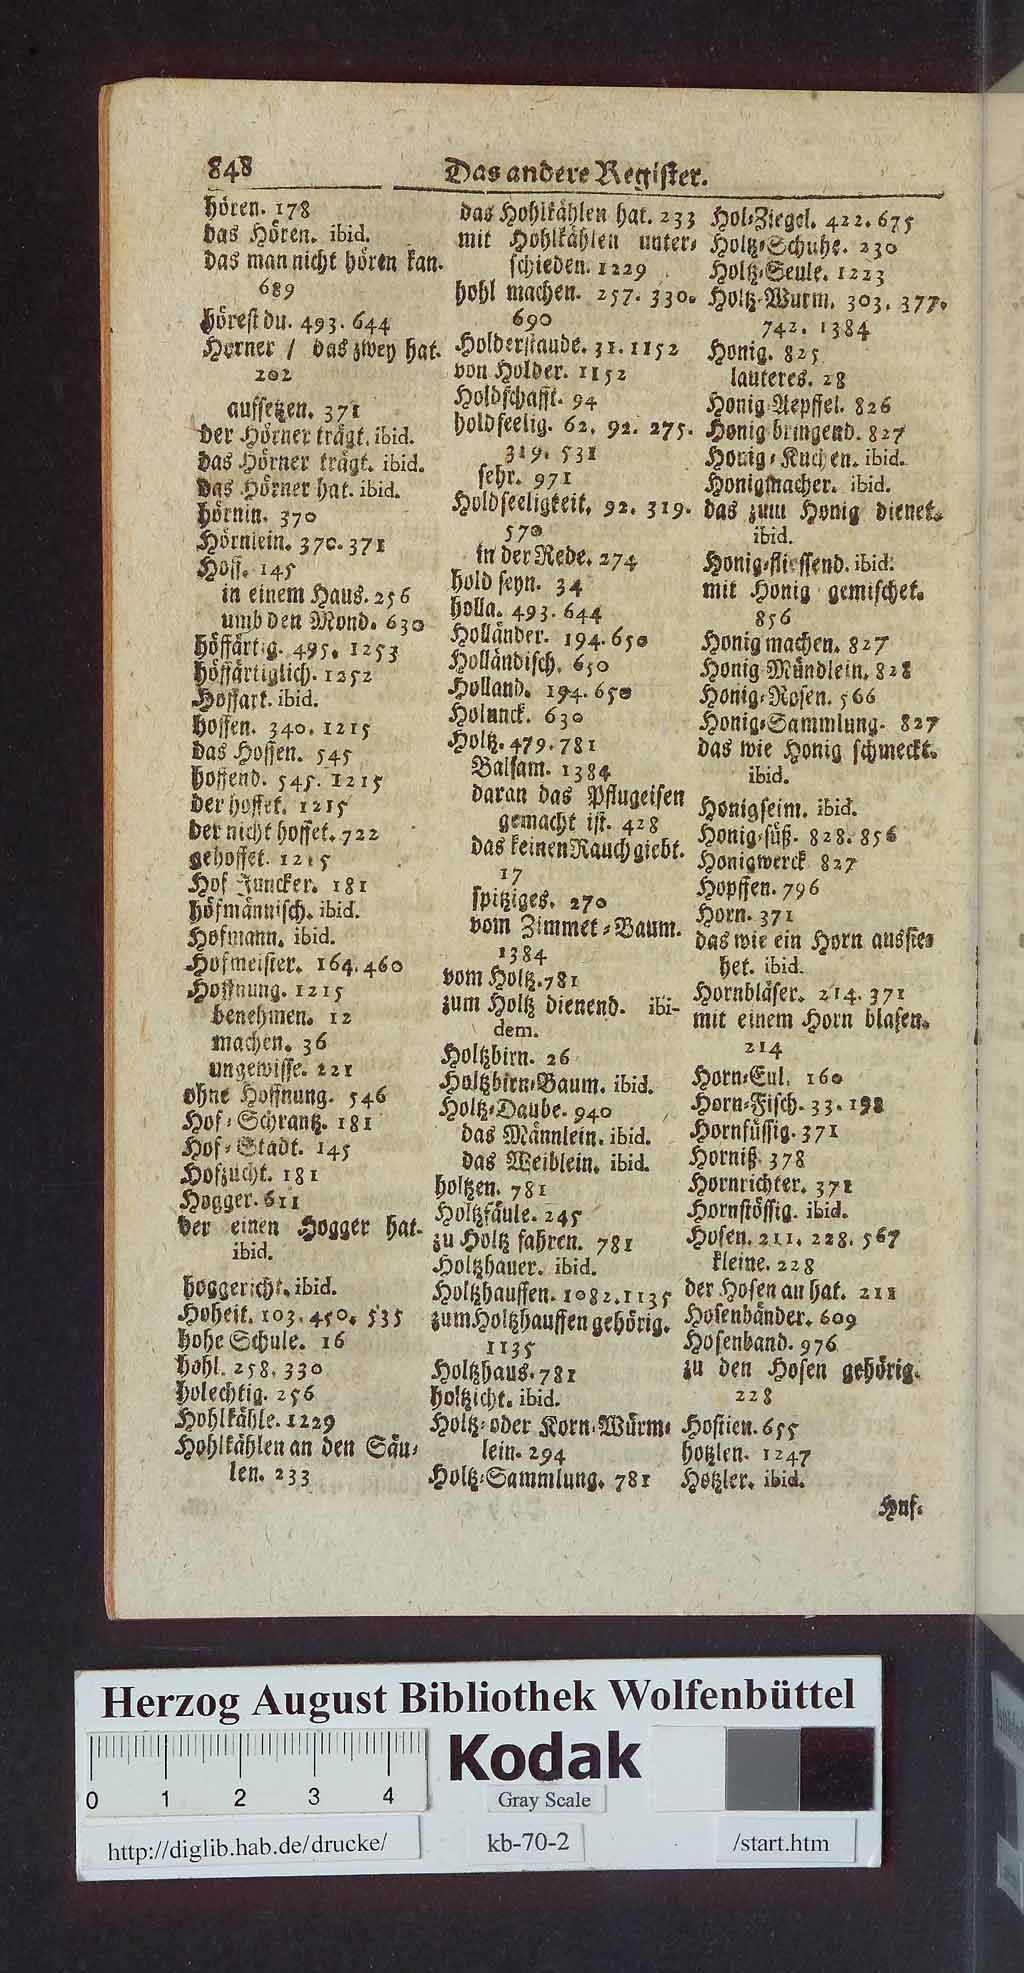 848
Das andere Register.
hören. 178
das Hören. ibid.
das man nicht hören kan.
689
hörest du. 493. 644
Hörner / das zwey hat.
202
auffsetzen. 371
der Hörner trägt. ibid.
das Hörner trägt. ibid.
das Hörner hat. ibid.
hörnin. 370
Hörnlein. 370. 371
Hoff. 145
in einem Haus. 256
umb den Mond. 630
höffärtig. 495. 1253
höffärtiglich. 1252
Hoffart. ibid.
hoffen. 340. 1215
das Hoffen. 545
hoffend. 545. 1215
der hoffet. 1215
der nicht hoffet. 722
gehoffet. 1215
Hof Juncker. 181
höfmännisch. ibid.
Hofmann. ibid.
Hofmeister. 164. 460
Hoffnung. 1215
benehmen. 12
machen. 36
ungewisse. 221
ohne Hoffnung. 546
Hof-Schrantz. 181
Hof-Stadt. 145
Hofzucht. 181
Hogger. 611
der einen Hogger hat.
ibid.
hoggericht. ibid.
Hoheit. 103. 450. 535
hohe Schule. 16
hohl. 258. 330
holechtig. 256
Hohlkähle. 1229
Hohlkählen an den Säu-
len. 233
das Hohlkählen hat. 233
mit Hohlkählen unter-
schieden. 1229
hohl machen. 257. 330.
690
Holderstaude. 31. 1152
von Holder. 1152
Holdschafft. 94
holdseelig. 62. 92. 275.
319. 531
sehr. 971
Holdseeligkeit. 92. 319.
570
in der Rede. 274
hold seyn. 34
holla. 493. 644
Holländer. 194. 650
Holländisch. 650
Holland. 194. 650
Holunck. 630
Holtz. 479. 781
Balsam. 1384
daran das Pflugeisen
gemacht ist. 428
das keinen Rauch giebt.
17
spitziges. 270
vom Zimmet-Baum.
1384
vom Holtz. 781
zum Holtz dienend. ibi-
dem.
Holtzbirn. 26
Holtzbirn-Baum. ibid.
Holtz-Daube. 940
das Männlein. ibid.
das Weiblein. ibid.
holtzen. 781
Holtzfäule. 245
zu Holtz fahren. 781
Holtzhauer. ibid.
Holtzhauffen. 1082. 1135
zum Holtzhauffen gehörig.
1135
Holtzhaus. 781
holtzicht. ibid.
Holtz- oder Korn-Würm-
lein. 294
Holtz-Sammlung. 781
Hol-Ziegel. 422. 675
Holtz-Schuhe. 230
Holtz-Seule. 1223
Holtz-Wurm. 303. 377.
742. 1384
Honig. 825
lauteres. 28
Honig-Aepffel. 826
Honig bringend. 827
Honig-Kuchen. ibid.
Honigmacher. ibid.
das zum Honig dienet.
ibid.
Honig-fliessend. ibid.
mit Honig gemischet.
856
Honig machen. 827
Honig-Mündlein. 828
Honig-Rosen. 566
Honig-Sammlung. 827
das wie Honig schmeckt.
ibid.
Honigseim. ibid.
Honig-süß. 828. 856
Honigwerck 827
Hopffen. 796
Horn. 371
das wie ein Horn ausste-
het. ibid.
Hornbläser. 214. 371
mit einem Horn blasen.
214
Horn-Eul. 160
Horn-Fisch. 33. 198
Hornfüssig. 371
Horniß. 378
Hornrichter. 371
Hornstössig. ibid.
Hosen. 211. 228. 567
kleine. 228
der Hosen an hat. 211
Hosenbänder. 609
Hosenband. 976
zu den Hosen gehörig.
228
Hostien. 655
hotzlen. 1247
Hotzler. ibid.
Huf-
Herzog August Bibliothek Wolfenbüttel
0 1 2 3 4
Kodak
Gray Scale
http://diglib.hab.de/drucke/
kb-70-2
/start.htm